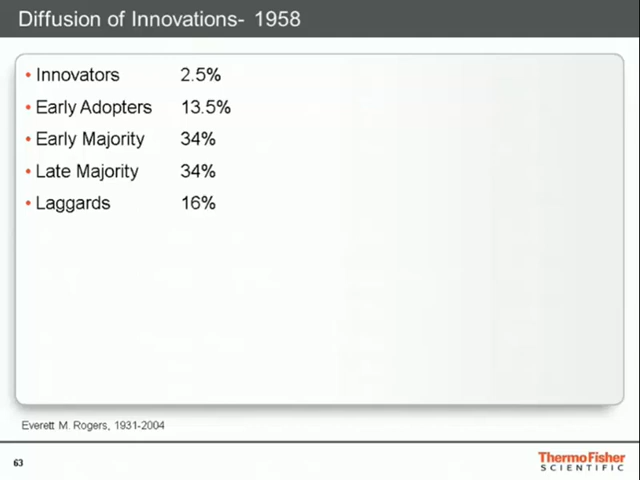 Diffusion of Innovations- 1958
• Innovators 2.5%
• Early Adopters 13.5%
• Early Majority 34%
• Late Majority 34%
• Laggards 16%
Everett M. Rogers, 1931-2004
63
ThermoFisher
SCIENTIFIC